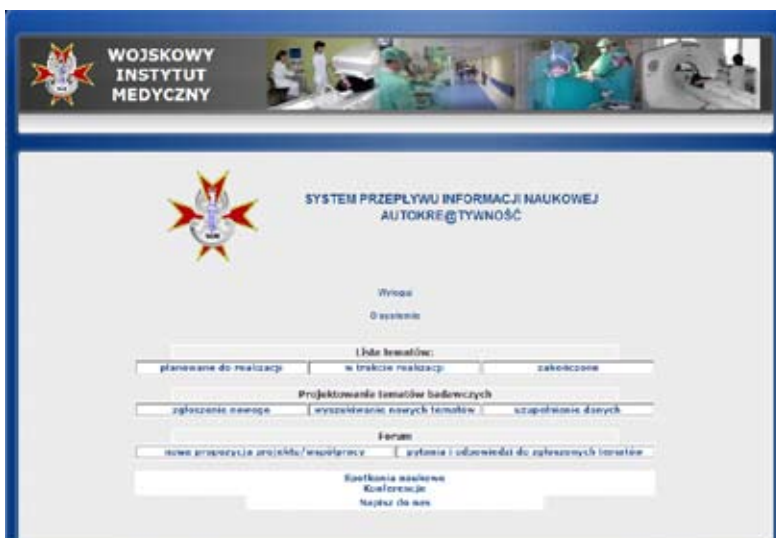 WOJSKOWY
INSTYTUT
MEDYCZNY
SYSTEM PRZEPŁYWU INFORMACJI NAUKOWEJ
AUTOKRE@TYWNOŚĆ
Wyloguj
O systemie
Lista tematów:
planowane do realizacji w trakcie realizacji zakończone
Projektowanie tematów badawczych
zgłoszenie nowego wyszukiwanie nowych tematów uzupełnianie danych
Forum
nowa propozycja projektu/współpracy pytania i odpowiedzi do zgłoszonych tematów
Spotkania naukowe
Konferencje
Napisz do nas